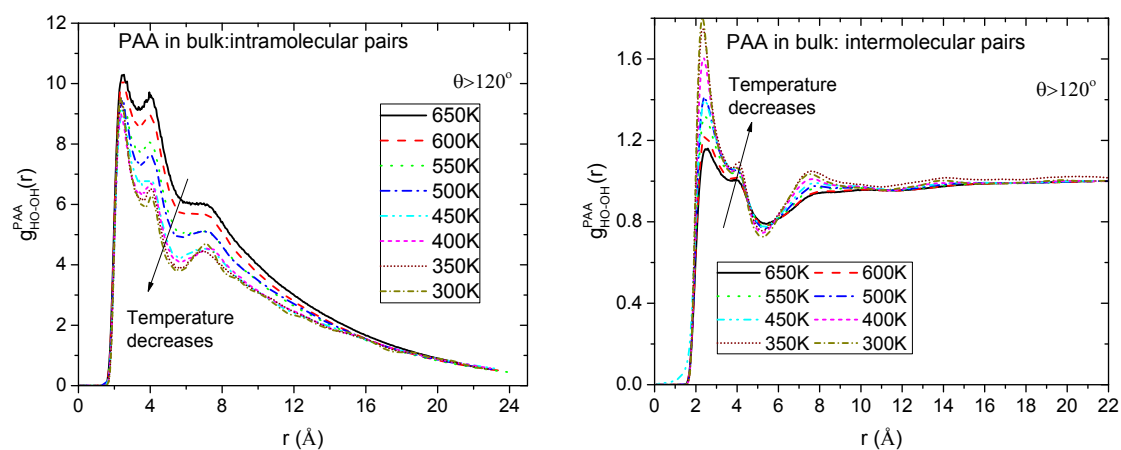 PAA in bulk:intramolecular pairs
θ>120°
650K
600K
550K
500K
450K
400K
350K
300K
Temperature
decreases
12
10
8
6
4
2
0
0 4 8 12 16 20 24
r (Å)
g^PAA_HO-OH(r)
PAA in bulk: intermolecular pairs
θ>120°
Temperature
decreases
650K 600K
550K 500K
450K 400K
350K 300K
1.6
1.2
0.8
0.4
0.0
0 2 4 6 8 10 12 14 16 18 20 22
r (Å)
g^PAA_HO-OH(r)